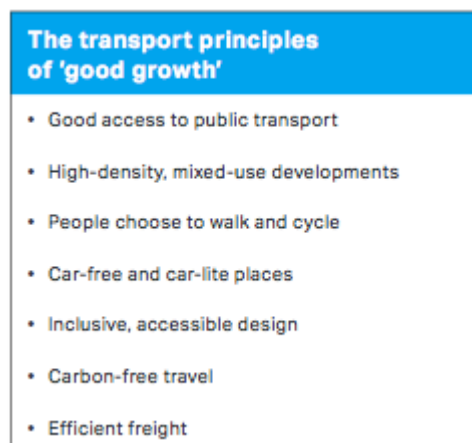 The transport principles
of ‘good growth’
• Good access to public transport
• High-density, mixed-use developments
• People choose to walk and cycle
• Car-free and car-lite places
• Inclusive, accessible design
• Carbon-free travel
• Efficient freight